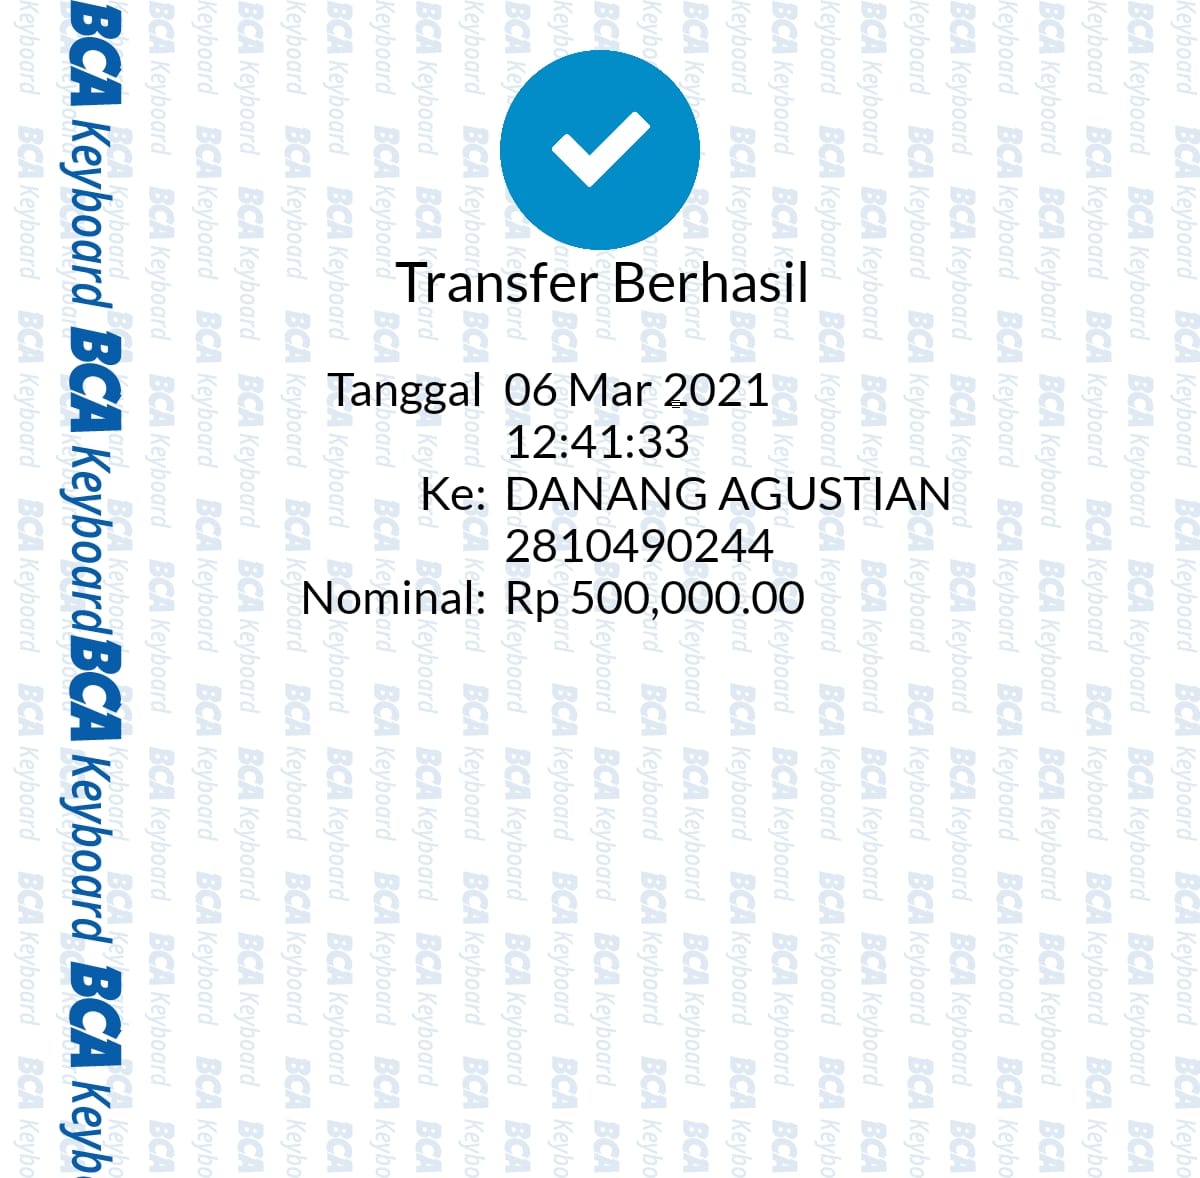 BCA Keyboard BCA Keyboard BCA Keyboard BCA Keyb
Transfer Berhasil
Tanggal 06 Mar 2021
12:41:33
Ke: DANANG AGUSTIAN
2810490244
Nominal: Rp 500,000.00